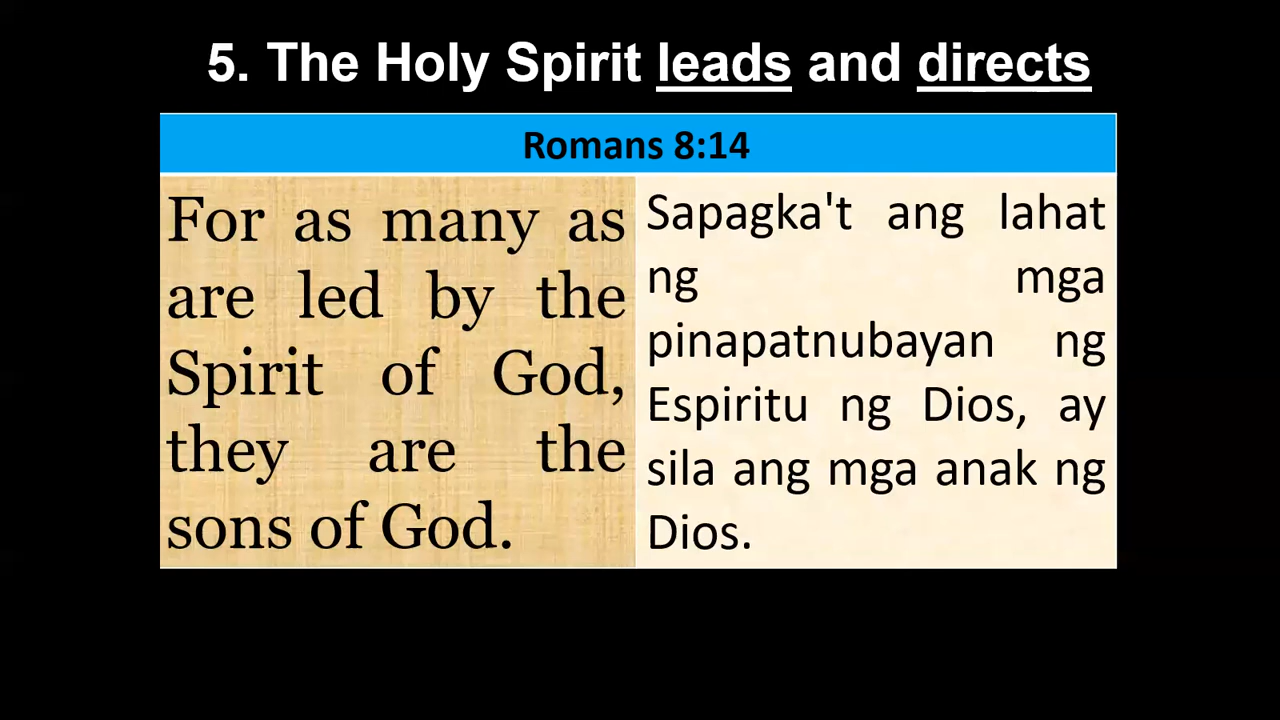 5. The Holy Spirit leads and directs
Romans 8:14
For as many as
are led by the
Spirit of God,
they are the
sons of God.
Sapagka't ang lahat
ng mga
pinapatnubayan ng
Espiritu ng Dios, ay
sila ang mga anak ng
Dios.